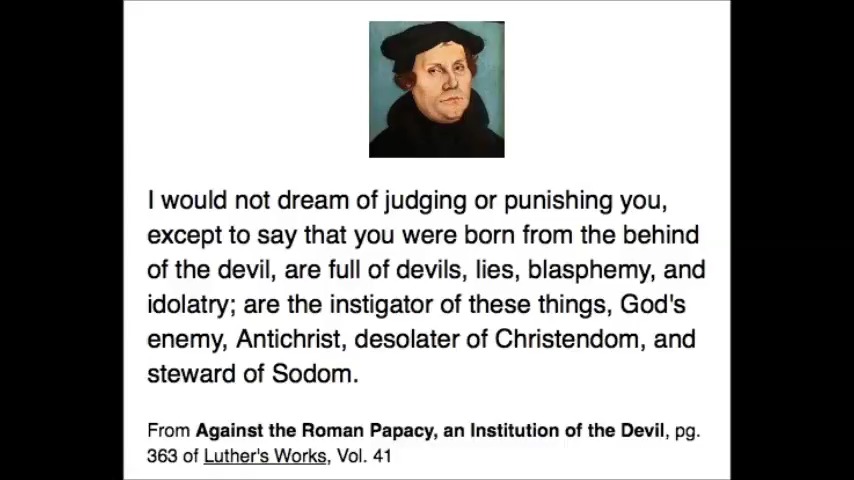 I would not dream of judging or punishing you,
except to say that you were born from the behind
of the devil, are full of devils, lies, blasphemy, and
idolatry; are the instigator of these things, God's
enemy, Antichrist, desolater of Christendom, and
steward of Sodom.
From Against the Roman Papacy, an Institution of the Devil, pg.
363 of Luther's Works, Vol. 41